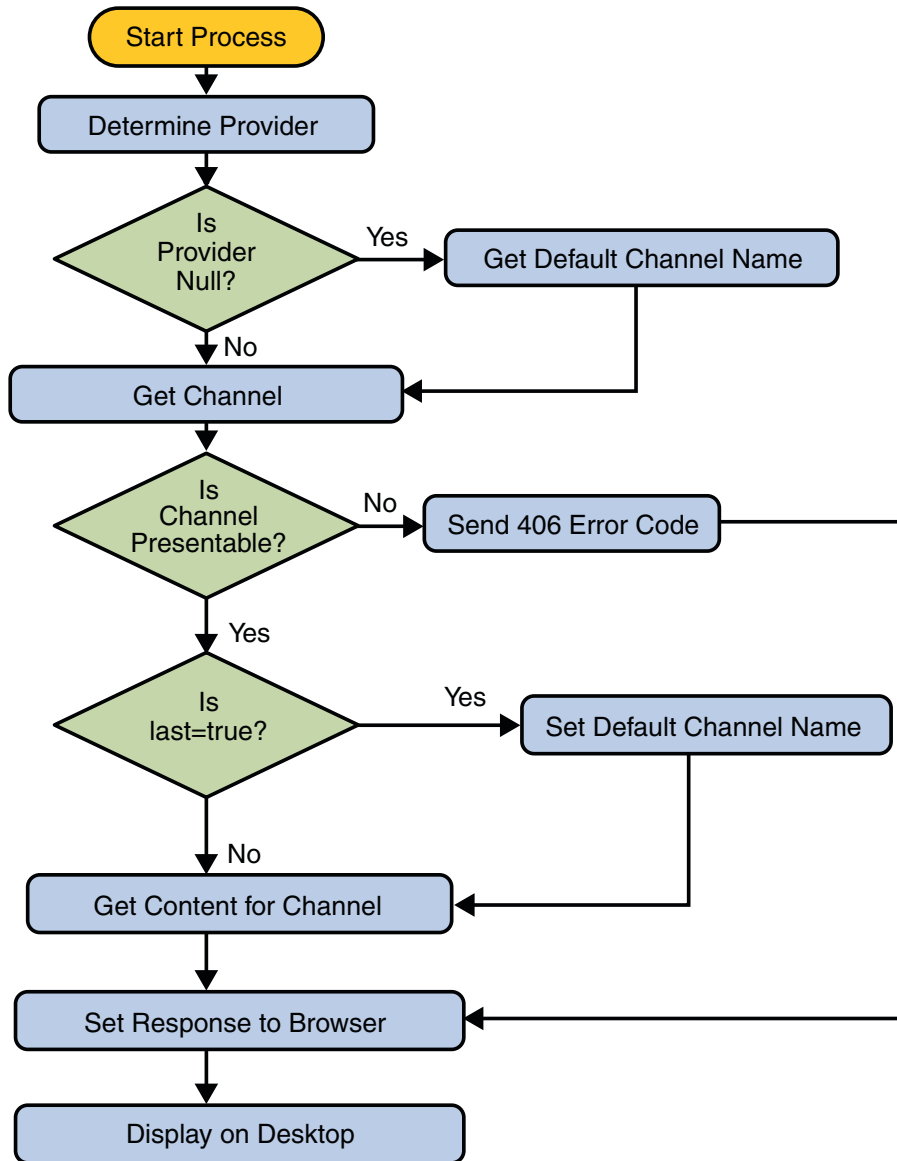 Start Process
Determine Provider
Is
Provider
Null?
Yes
Get Default Channel Name
No
Get Channel
Is
Channel
Presentable?
No
Send 406 Error Code
Yes
Is
last=true?
Yes
Set Default Channel Name
No
Get Content for Channel
Set Response to Browser
Display on Desktop